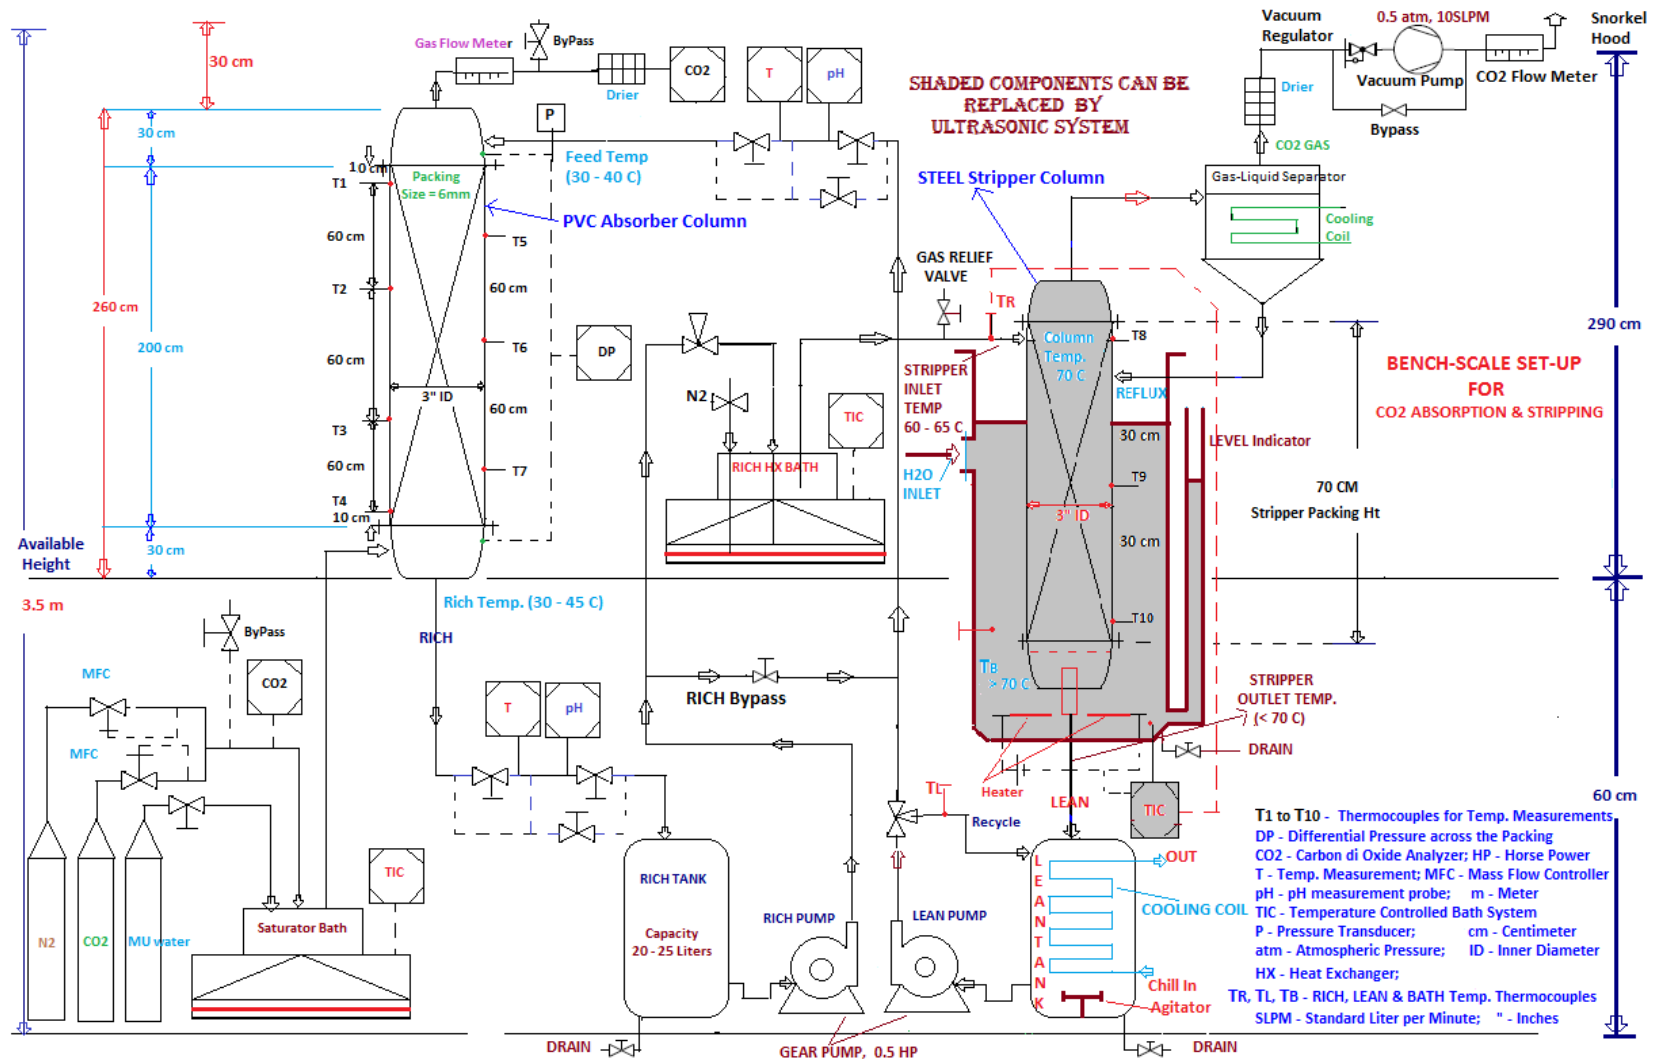 30 cm
30 cm
10 cm
T1
60 cm
T2
260 cm
200 cm
60 cm
T3
60 cm
T4
10 cm
30 cm
Available
Height
3.5 m
Gas Flow Meter
ByPass
Drier
CO2
T
pH
P
Feed Temp
(30 - 40 C)
Packing
Size = 6mm
PVC Absorber Column
T5
60 cm
T6
DP
3" ID
60 cm
T7
Rich Temp. (30 - 45 C)
RICH
SHADED COMPONENTS CAN BE
REPLACED BY
ULTRASONIC SYSTEM
STEEL Stripper Column
Vacuum
Regulator
0.5 atm, 10SLPM
Snorkel
Hood
Vacuum Pump
CO2 Flow Meter
Drier
Bypass
CO2 GAS
Gas-Liquid Separator
Cooling
Coil
GAS RELIEF
VALVE
TR
Column
Temp.
70 C
T8
STRIPPER
INLET
TEMP
60 - 65 C
REFLUX
30 cm
LEVEL Indicator
H2O
INLET
T9
3" ID
30 cm
T10
70 CM
Stripper Packing Ht
290 cm
BENCH-SCALE SET-UP
FOR
CO2 ABSORPTION & STRIPPING
N2
TIC
RICH HX BATH
RICH Bypass
TB
> 70 C
STRIPPER
OUTLET TEMP.
(< 70 C)
DRAIN
Heater
LEAN
TIC
TL
Recycle
60 cm
ByPass
MFC
CO2
MFC
T
pH
N2
CO2
MU water
TIC
Saturator Bath
RICH TANK
Capacity
20 - 25 Liters
RICH PUMP
LEAN PUMP
LEAN TANK
OUT
COOLING COIL
Chill In
Agitator
DRAIN
GEAR PUMP, 0.5 HP
DRAIN
T1 to T10 - Thermocouples for Temp. Measurements
DP - Differential Pressure across the Packing
CO2 - Carbon di Oxide Analyzer; HP - Horse Power
T - Temp. Measurement; MFC - Mass Flow Controller
pH - pH measurement probe; m - Meter
TIC - Temperature Controlled Bath System
P - Pressure Transducer; cm - Centimeter
atm - Atmospheric Pressure; ID - Inner Diameter
HX - Heat Exchanger;
TR, TL, TB - RICH, LEAN & BATH Temp. Thermocouples
SLPM - Standard Liter per Minute; " - Inches